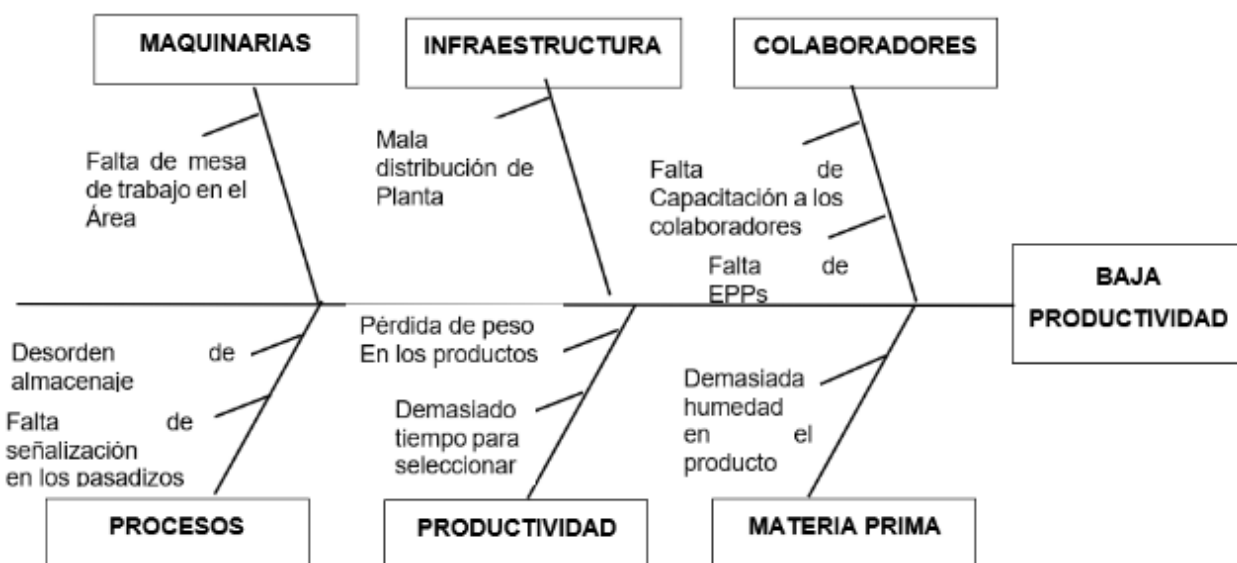 MAQUINARIAS
INFRAESTRUCTURA
COLABORADORES
Falta de mesa
de trabajo en el
Área
Mala
distribución de
Planta
Falta de
Capacitación a los
colaboradores
Falta de
EPPs
BAJA
PRODUCTIVIDAD
Desorden de
almacenaje
Falta de
señalización
en los pasadizos
Pérdida de peso
En los productos
Demasiado
tiempo para
seleccionar
Demasiada
humedad
en el
producto
PROCESOS
PRODUCTIVIDAD
MATERIA PRIMA